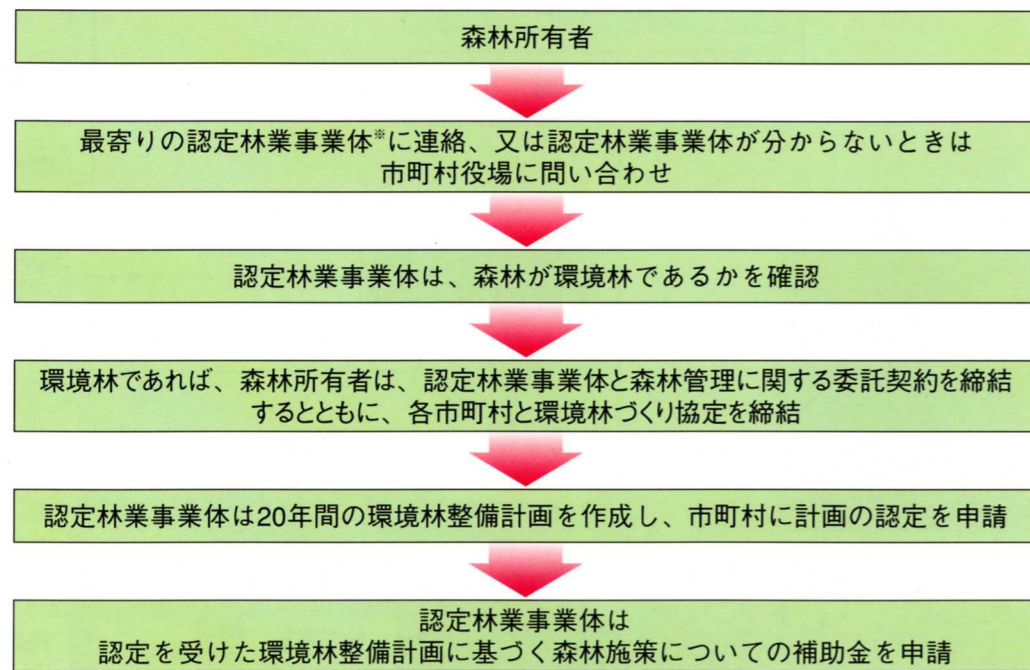 森林所有者
最寄りの認定林業事業体※に連絡、又は認定林業事業体が分からないときは
市町村役場に問い合わせ
認定林業事業体は、森林が環境林であるかを確認
環境林であれば、森林所有者は、認定林業事業体と森林管理に関する委託契約を締結
するとともに、各市町村と環境林づくり協定を締結
認定林業事業体は20年間の環境林整備計画を作成し、市町村に計画の認定を申請
認定林業事業体は
認定を受けた環境林整備計画に基づく森林施策についての補助金を申請